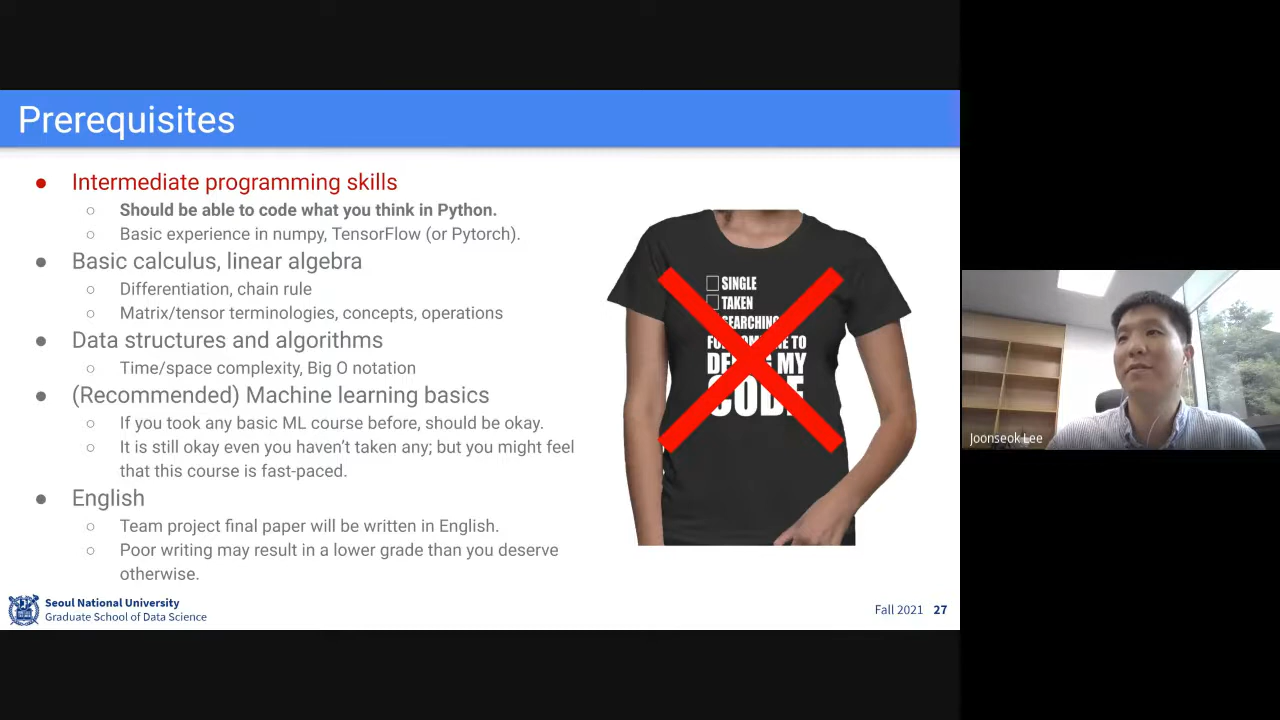 Prerequisites
● Intermediate programming skills
○ Should be able to code what you think in Python.
○ Basic experience in numpy, TensorFlow (or Pytorch).
● Basic calculus, linear algebra
○ Differentiation, chain rule
○ Matrix/tensor terminologies, concepts, operations
● Data structures and algorithms
○ Time/space complexity, Big O notation
● (Recommended) Machine learning basics
○ If you took any basic ML course before, should be okay.
○ It is still okay even you haven't taken any; but you might feel
that this course is fast-paced.
● English
○ Team project final paper will be written in English.
○ Poor writing may result in a lower grade than you deserve
otherwise.
SINGLE
TAKEN
SEARCHING
TO
MY
CODE
Joonseok Lee
Seoul National University
Graduate School of Data Science
Fall 2021 27